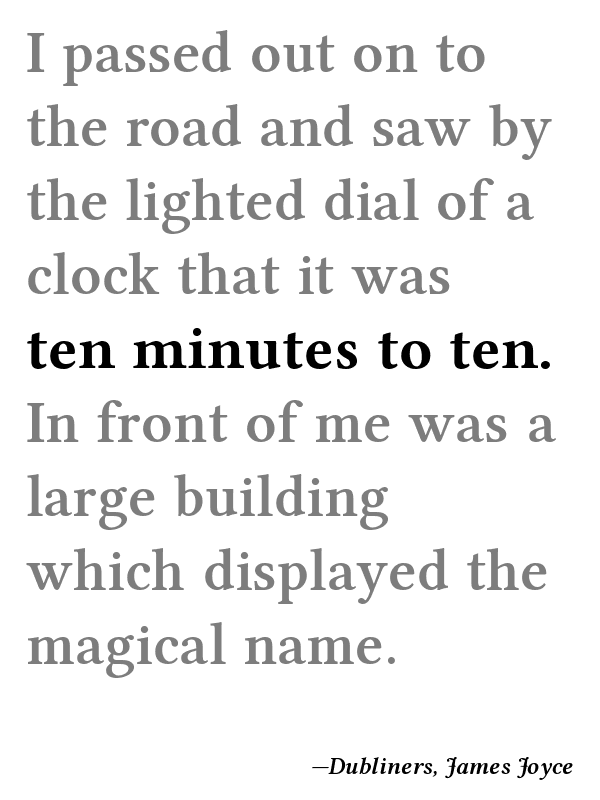 I passed out on to
the road and saw by
the lighted dial of a
clock that it was
ten minutes to ten.
In front of me was a
large building
which displayed the
magical name.
—Dubliners, James Joyce